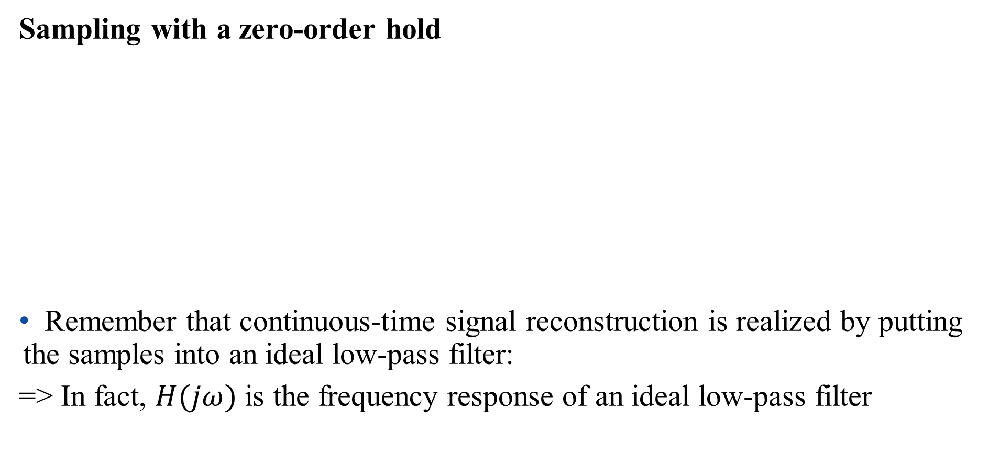 Sampling with a zero-order hold
• Remember that continuous-time signal reconstruction is realized by putting
the samples into an ideal low-pass filter:
=> In fact, H(jω) is the frequency response of an ideal low-pass filter